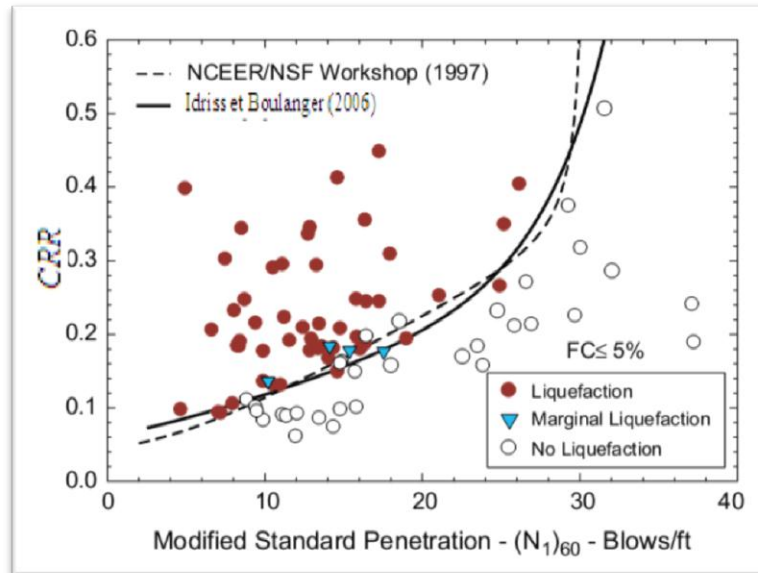 0.6
NCEER/NSF Workshop (1997)
Idriss et Boulanger (2006)
0.5
0.4
CRR
0.3
0.2
FC≤ 5%
Liquefaction
0.1
Marginal Liquefaction
No Liquefaction
0.0
0 10 20 30 40
Modified Standard Penetration - (N₁)₆₀ - Blows/ft